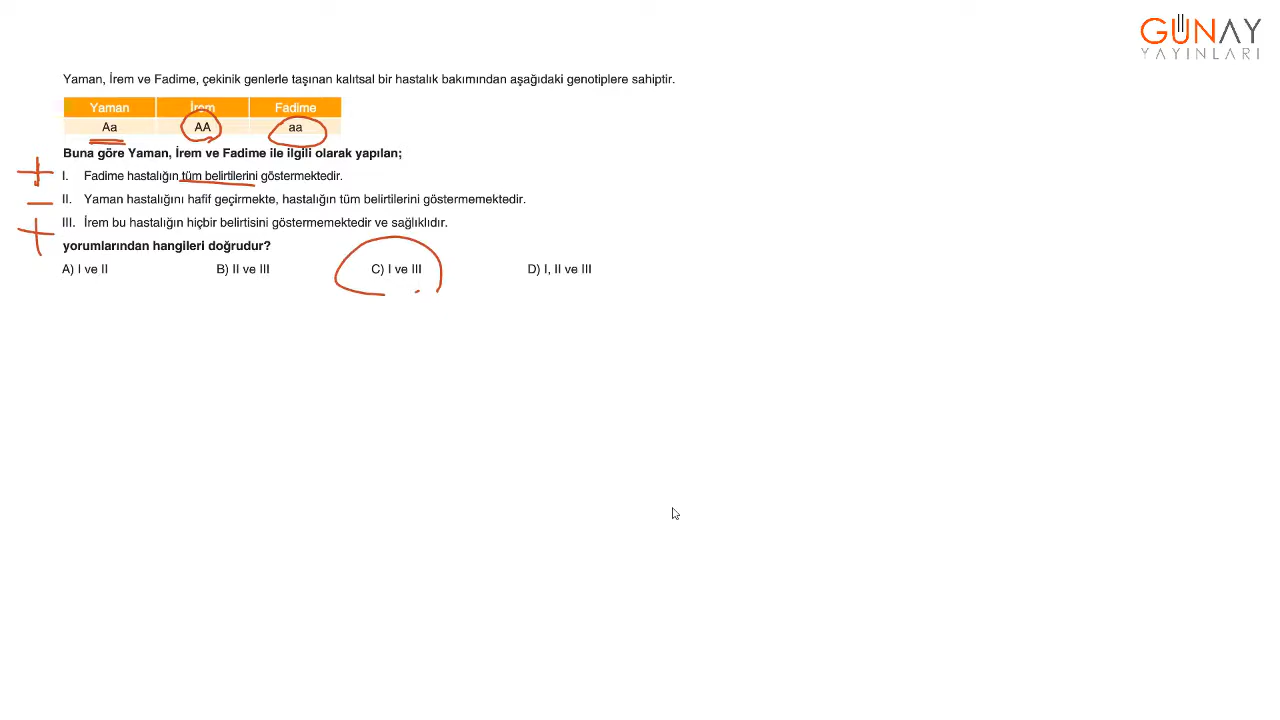 GÜNAY
YAYINLARI
Yaman, İrem ve Fadime, çekinik genlerle taşınan kalıtsal bir hastalık bakımından aşağıdaki genotiplere sahiptir.
Yaman İrem Fadime
Aa AA aa
Buna göre Yaman, İrem ve Fadime ile ilgili olarak yapılan;
I. Fadime hastalığın tüm belirtilerini göstermektedir.
II. Yaman hastalığını hafif geçirmekte, hastalığın tüm belirtilerini göstermemektedir.
III. İrem bu hastalığın hiçbir belirtisini göstermemektedir ve sağlıklıdır.
yorumlarından hangileri doğrudur?
A) I ve II B) II ve III C) I ve III D) I, II ve III